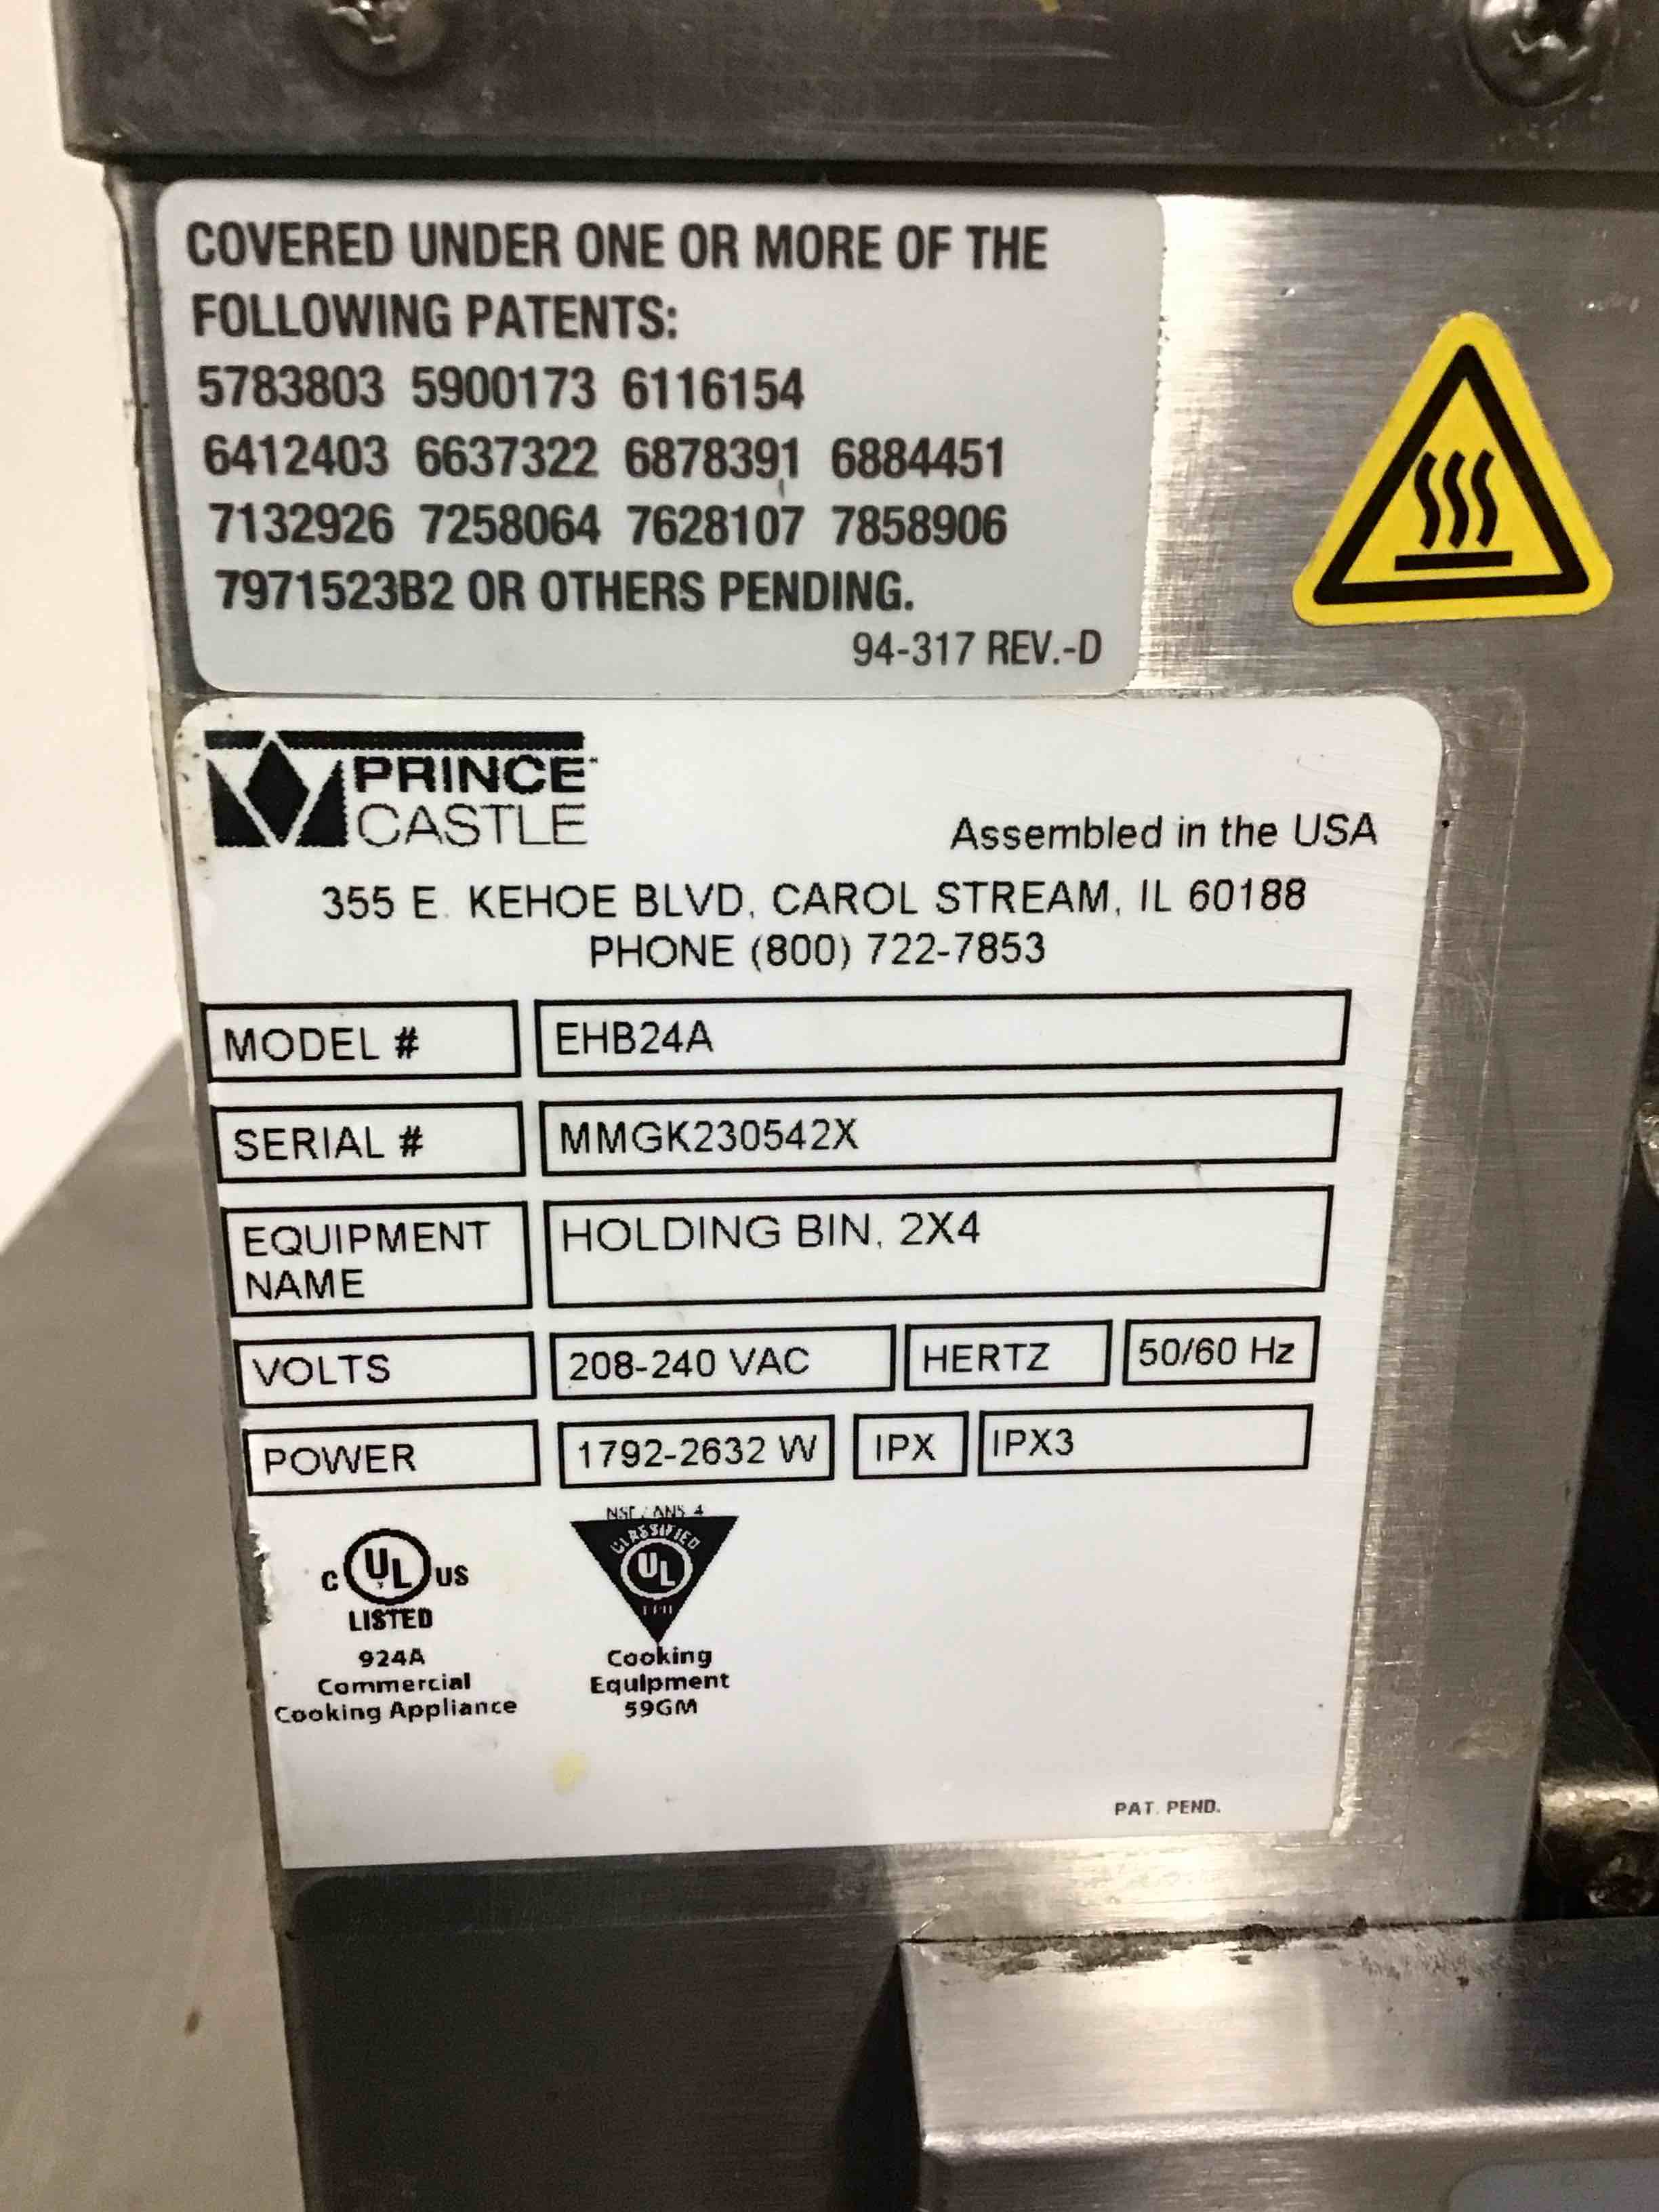 COVERED UNDER ONE OR MORE OF THE
FOLLOWING PATENTS:
5783803 5900173 6116154
6412403 6637322 6878391 6884451
7132926 7258064 7628107 7858906
7971523B2 OR OTHERS PENDING.
94-317 REV.-D
PRINCE
CASTLE
Assembled in the USA
355 E. KEHOE BLVD, CAROL STREAM, IL 60188
PHONE (800) 722-7853
MODEL # EHB24A
SERIAL # MMGK230542X
EQUIPMENT
NAME
HOLDING BIN, 2X4
VOLTS 208-240 VAC HERTZ 50/60 Hz
POWER 1792-2632 W IPX IPX3
C UL US
LISTED
924A
Commercial
Cooking Appliance
CLASSIFIED
UL
Cooking
Equipment
59GM
PAT. PEND.